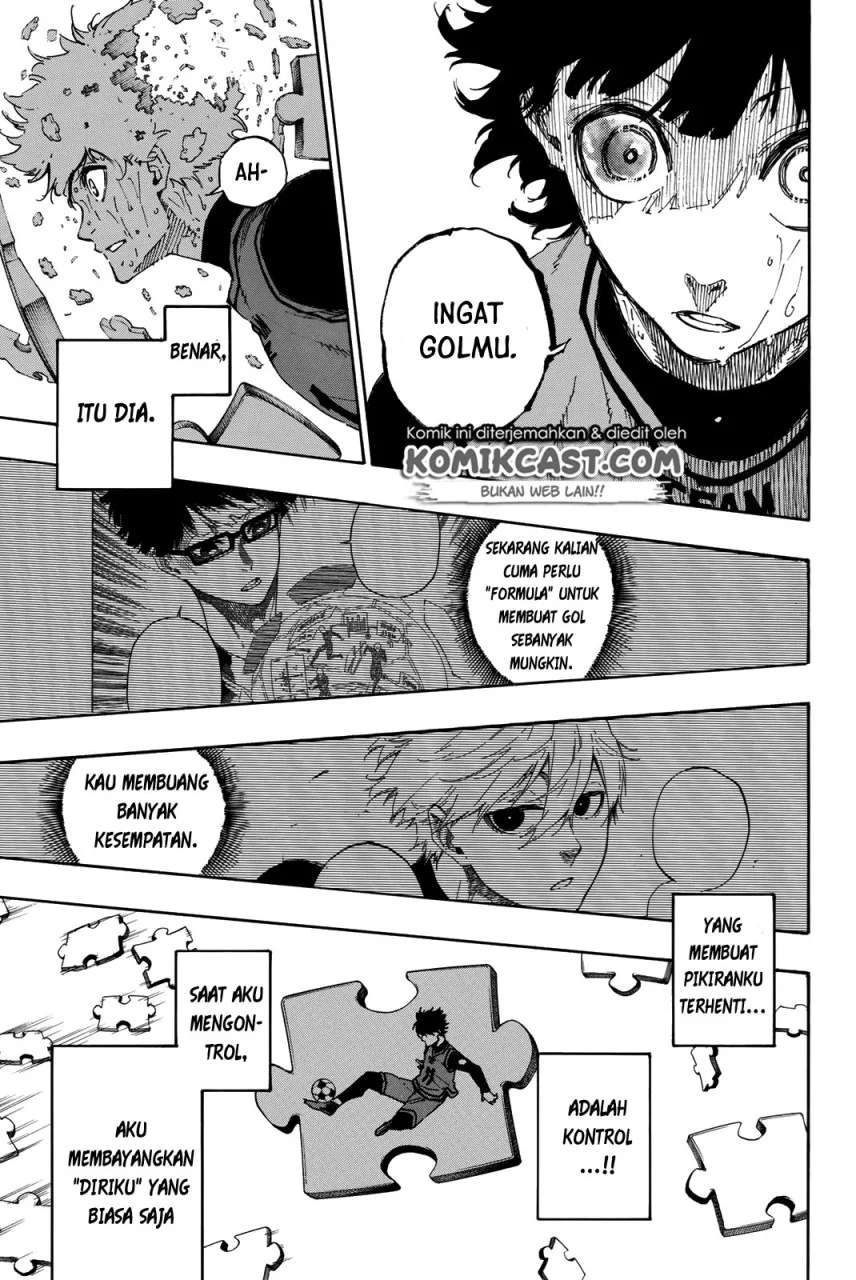 INGAT
GOLMU.
AH-
BENAR,
ITU DIA.
Komik ini diterjemahkan & diedit oleh
KOMIKCAST.COM
BUKAN WEB LAIN!!
SEKARANG KALIAN
CUMA PERLU
"FORMULA" UNTUK
MEMBUAT GOL
SEBANYAK
MUNGKIN.
KAU MEMBUANG
BANYAK
KESEMPATAN.
YANG
MEMBUAT
PIKIRANKU
TERHENTI...
ADALAH
KONTROL
...!!
SAAT AKU
MENGON-
TROL,
AKU
MEMBAYANGKAN
"DIRIKU" YANG
BIASA SAJA